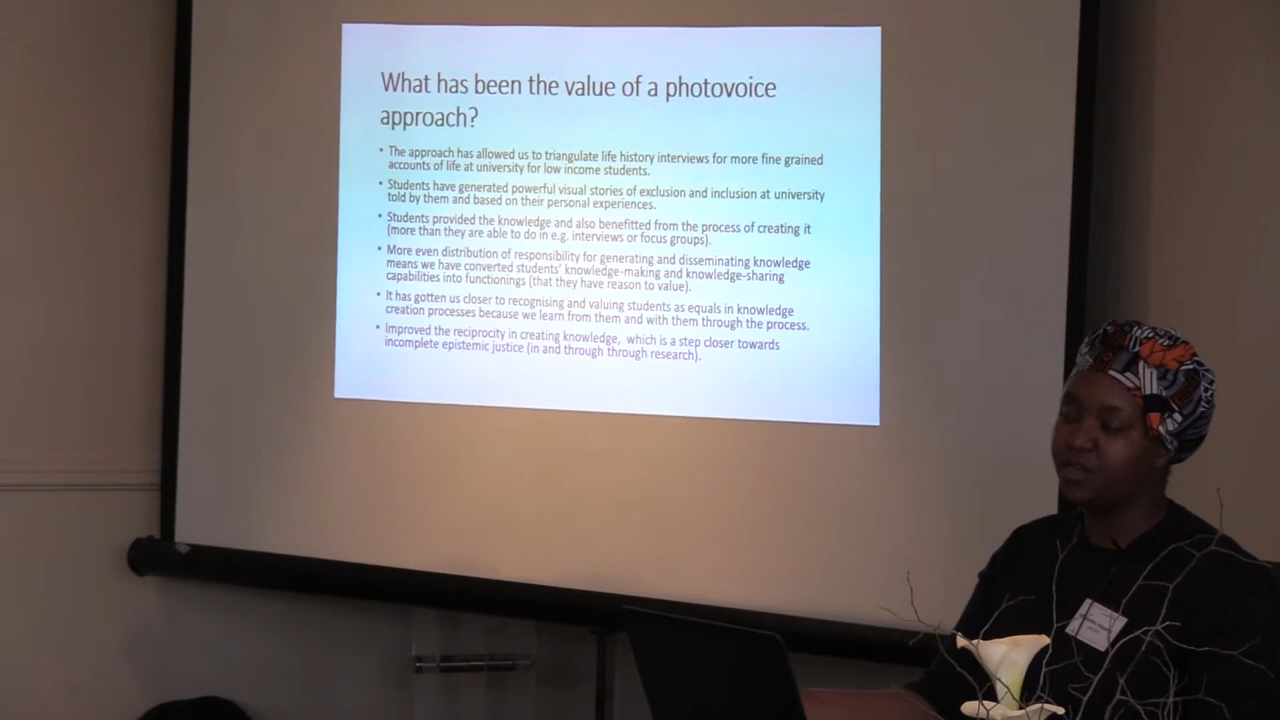 What has been the value of a photovoice
approach?
• The approach has allowed us to triangulate life history interviews for more fine grained
accounts of life at university for low income students.
• Students have generated powerful visual stories of exclusion and inclusion at university
told by them and based on their personal experiences.
• Students provided the knowledge and also benefitted from the process of creating it
(more than they are able to do in e.g. interviews or focus groups).
• More even distribution of responsibility for generating and disseminating knowledge
means we have converted students' knowledge-making and knowledge-sharing
capabilities into functionings (that they have reason to value).
• It has gotten us closer to recognising and valuing students as equals in knowledge
creation processes because we learn from them and with them through the process.
• Improved the reciprocity in creating knowledge, which is a step closer towards
incomplete epistemic justice (in and through through research).